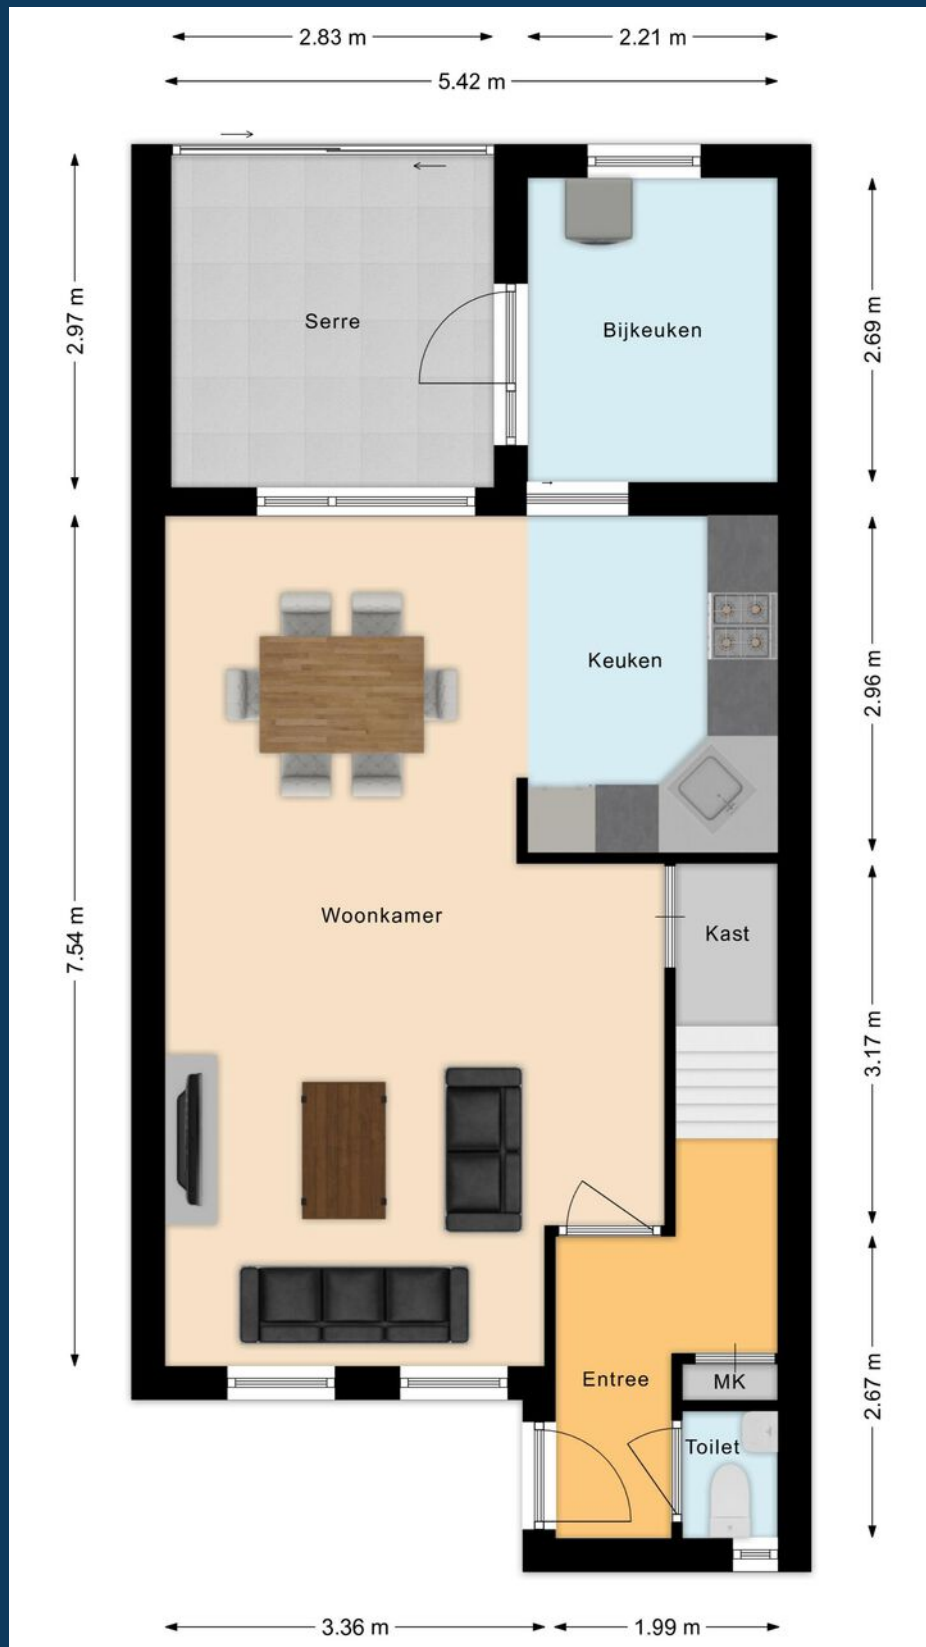 2.83 m
2.21 m
5.42 m
2.97 m
2.69 m
Serre
Bijkeuken
Keuken
2.96 m
Woonkamer
Kast
7.54 m
3.17 m
Entree
MK
2.67 m
Toilet
3.36 m
1.99 m